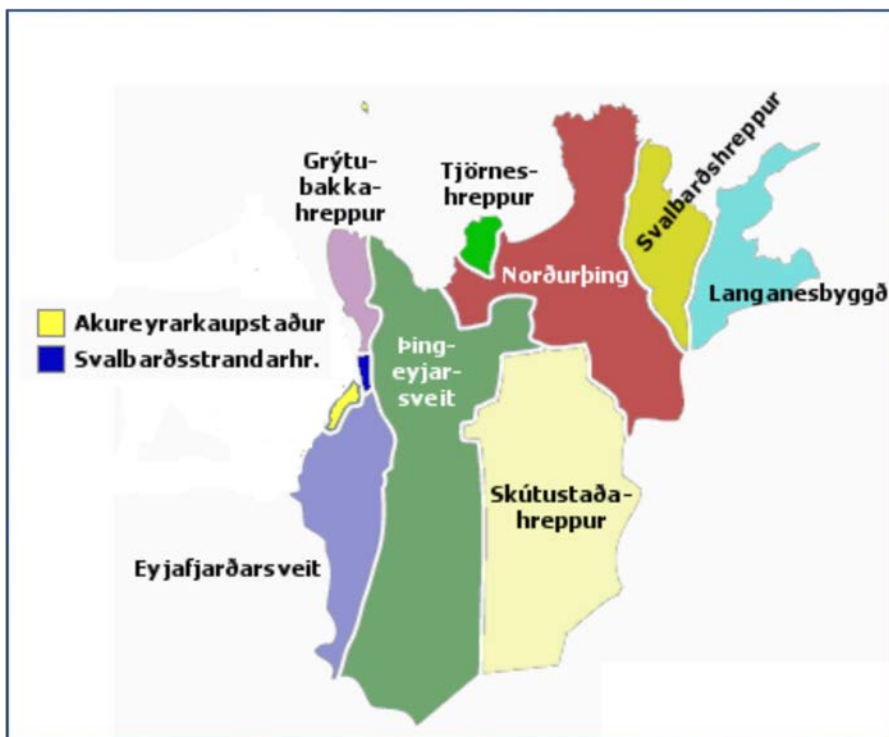 Grýtu-
bakka-
hreppur
Tjörnes-
hreppur
Svalbarðshreppur
Norðurþing
Langanesbyggð
Akureyrarkaupstaður
Svalbarðsstrandarhr.
Þing-
eyjar-
sveit
Skútustaða-
hreppur
Eyjafjarðarsveit